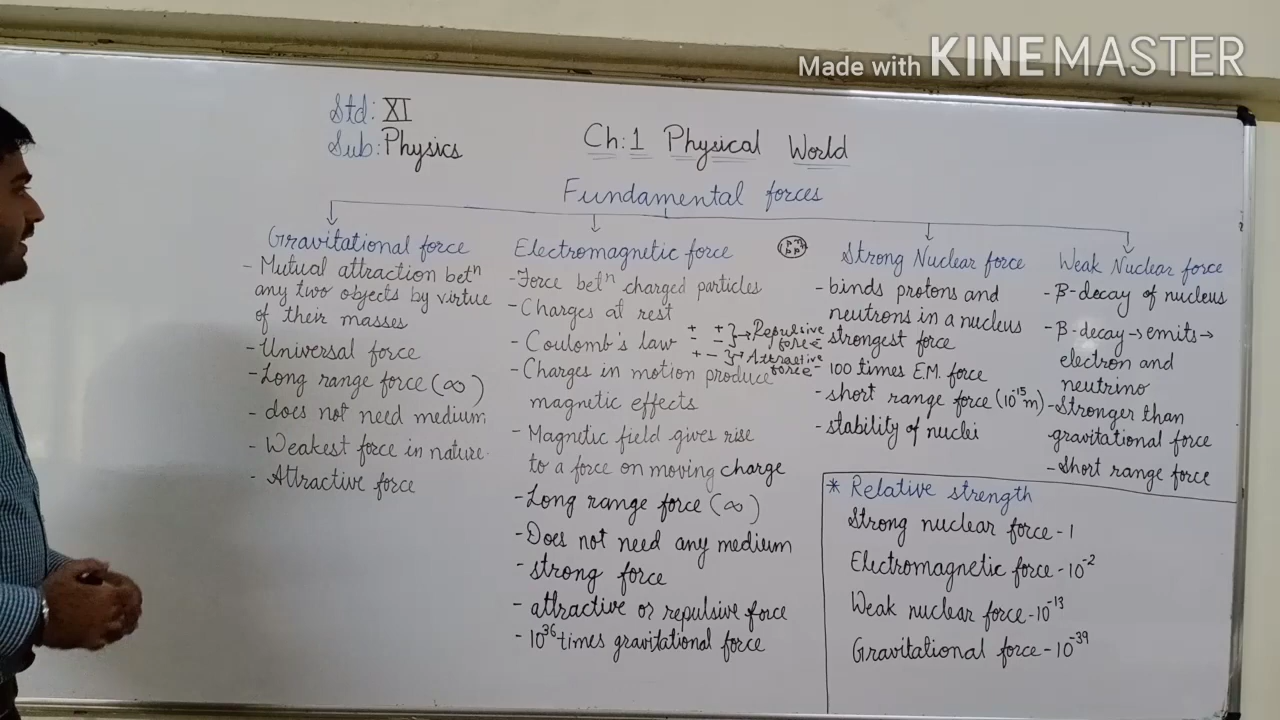 Made with KINEMASTER
Std: XI
Sub: Physics
Ch:1 Physical World
Fundamental forces
Gravitational force
- Mutual attraction betⁿ
any two objects by virtue
of their masses
- Universal force
- Long range force (∞)
- does not need medium
- Weakest force in nature.
- Attractive force
Electromagnetic force
- Force betⁿ charged particles
- Charges at rest
- Coulomb's law + + } → Repulsive
- - force
+ - } → Attractive
force
- Charges in motion produce
magnetic effects
- Magnetic field gives rise
to a force on moving charge
- Long range force (∞)
- Does not need any medium
- strong force
- attractive or repulsive force
- 10³⁶ times gravitational force
Strong Nuclear force
- binds protons and
neutrons in a nucleus
- strongest force
- 100 times E.M. force
- short range force (10⁻¹⁵m)
- stability of nuclei
Weak Nuclear force
- β-decay of nucleus
- β-decay → emits →
electron and
neutrino
- Stronger than
gravitational force
- Short range force
* Relative strength
Strong nuclear force - 1
Electromagnetic force - 10⁻²
Weak nuclear force - 10⁻¹³
Gravitational force - 10⁻³⁹